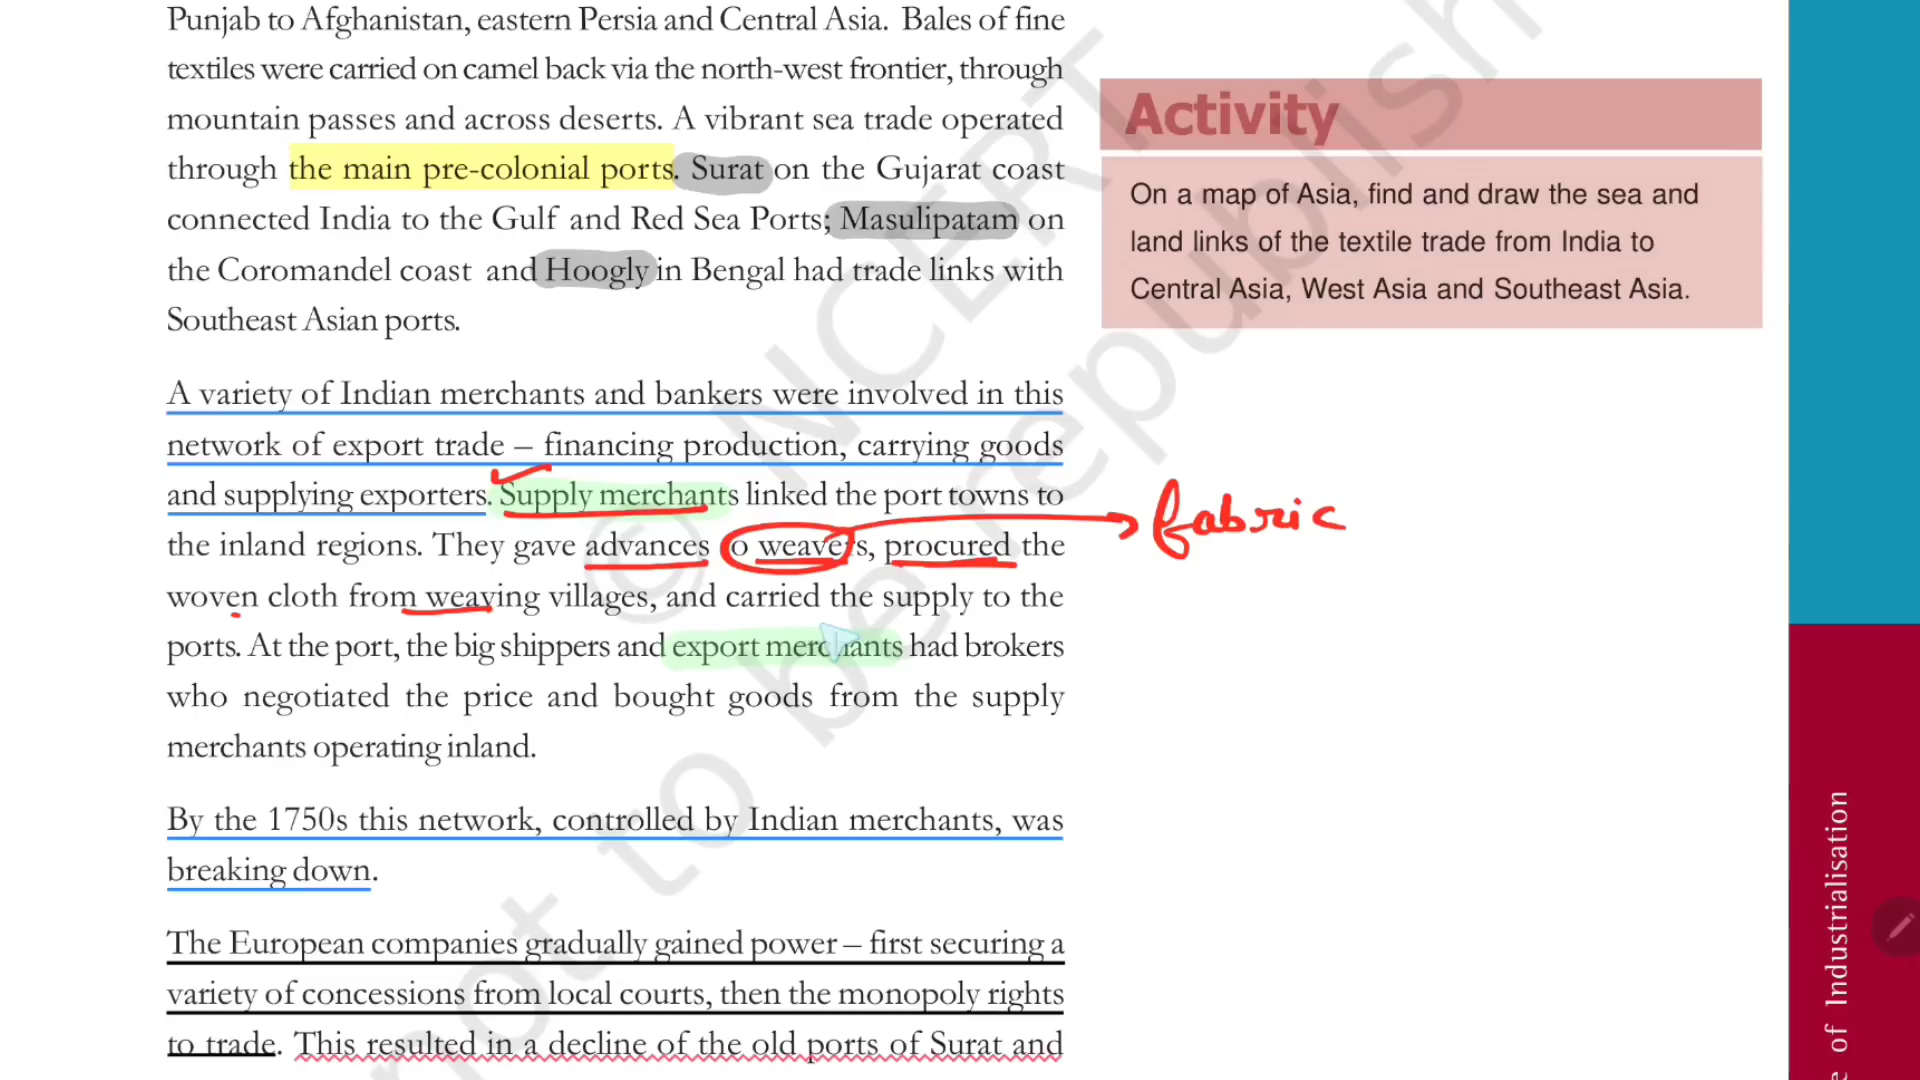 Punjab to Afghanistan, eastern Persia and Central Asia. Bales of fine
textiles were carried on camel back via the north-west frontier, through
mountain passes and across deserts. A vibrant sea trade operated
through the main pre-colonial ports. Surat on the Gujarat coast
connected India to the Gulf and Red Sea Ports; Masulipatam on
the Coromandel coast and Hoogly in Bengal had trade links with
Southeast Asian ports.
A variety of Indian merchants and bankers were involved in this
network of export trade – financing production, carrying goods
and supplying exporters. Supply merchants linked the port towns to
the inland regions. They gave advances to weavers, procured the
woven cloth from weaving villages, and carried the supply to the
ports. At the port, the big shippers and export merchants had brokers
who negotiated the price and bought goods from the supply
merchants operating inland.
By the 1750s this network, controlled by Indian merchants, was
breaking down.
The European companies gradually gained power – first securing a
variety of concessions from local courts, then the monopoly rights
to trade. This resulted in a decline of the old ports of Surat and
Activity
On a map of Asia, find and draw the sea and
land links of the textile trade from India to
Central Asia, West Asia and Southeast Asia.
fabric
of Industrialisation
© NCERT
not to be republish